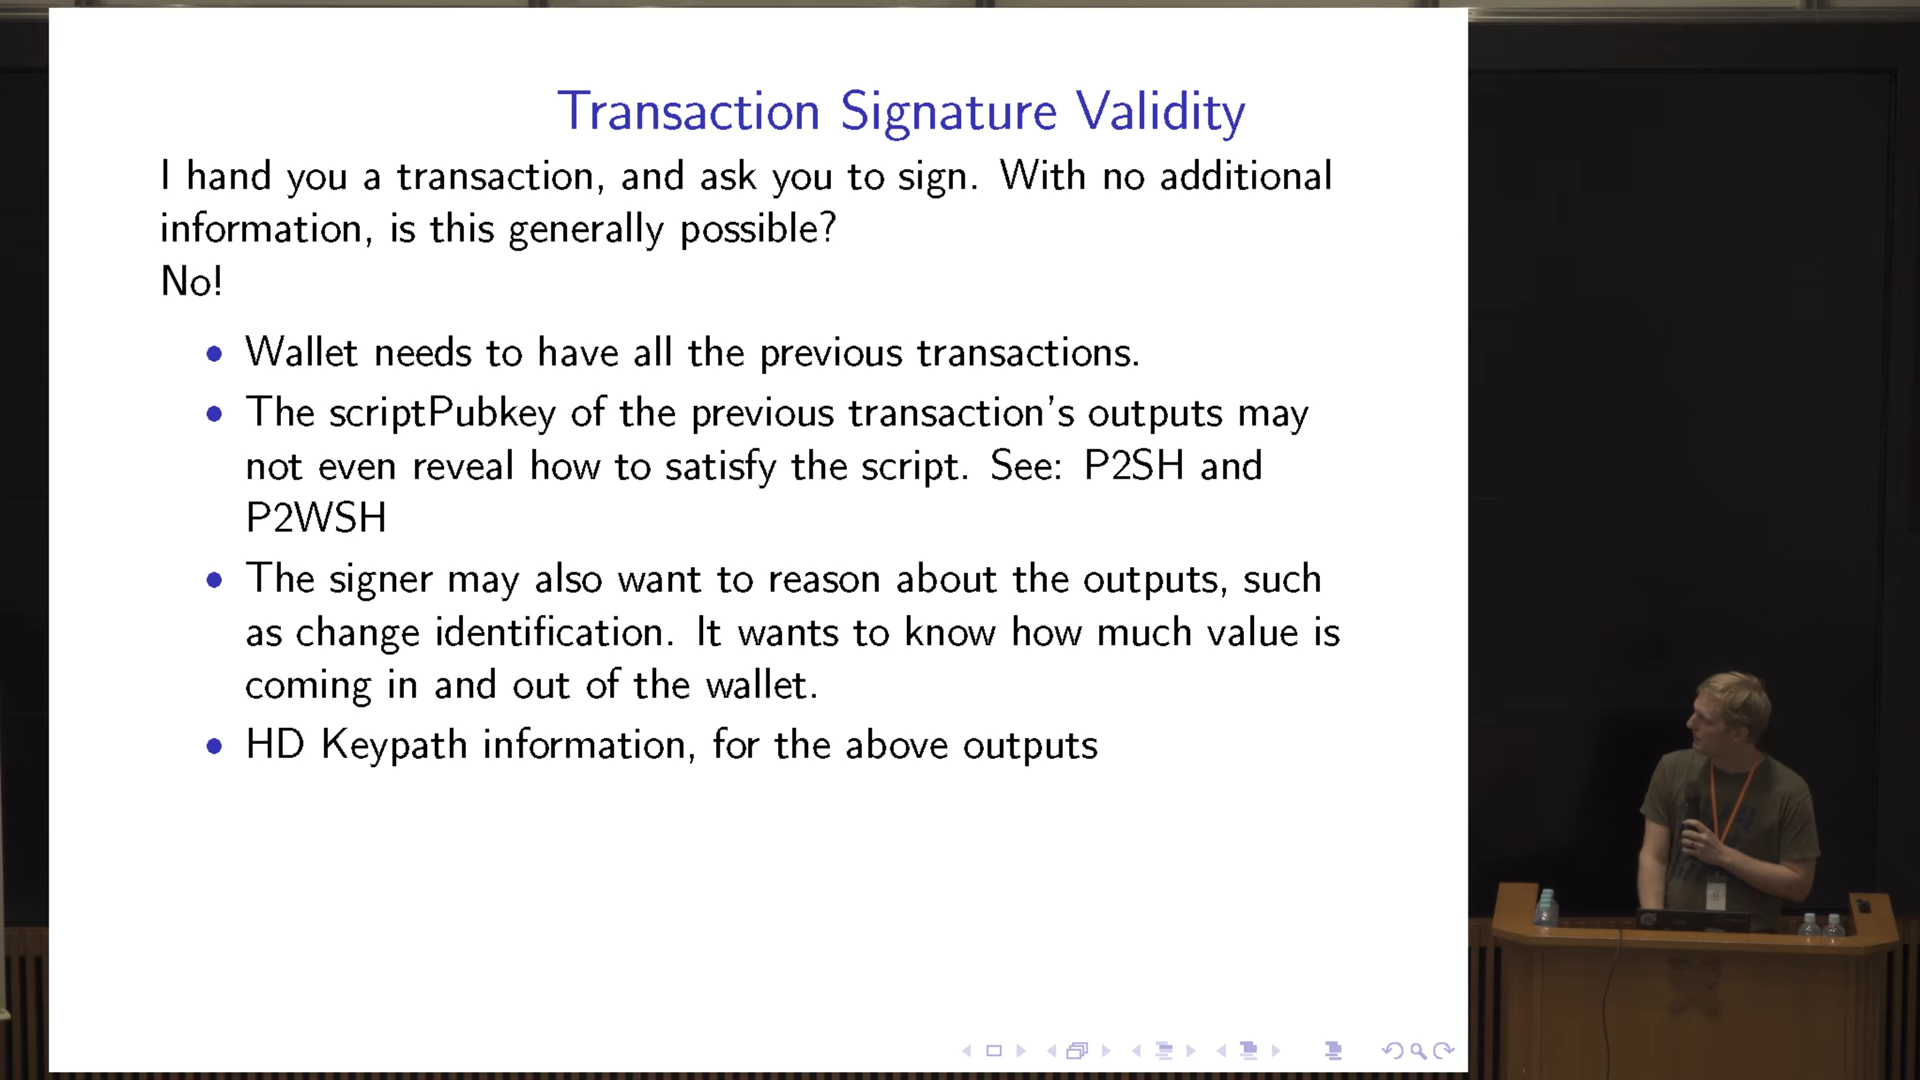 Transaction Signature Validity
I hand you a transaction, and ask you to sign. With no additional
information, is this generally possible?
No!
• Wallet needs to have all the previous transactions.
• The scriptPubkey of the previous transaction's outputs may
not even reveal how to satisfy the script. See: P2SH and
P2WSH
• The signer may also want to reason about the outputs, such
as change identification. It wants to know how much value is
coming in and out of the wallet.
• HD Keypath information, for the above outputs